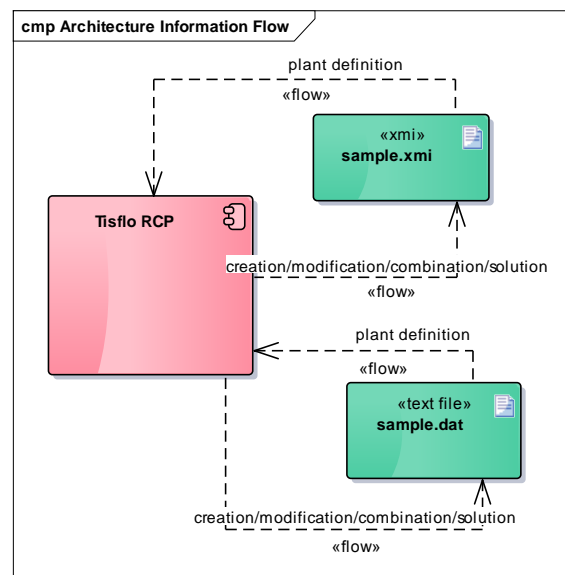 cmp Architecture Information Flow
plant definition
«flow»
«xmi»
sample.xmi
Tisflo RCP
creation/modification/combination/solution
«flow»
plant definition
«flow»
«text file»
sample.dat
creation/modification/combination/solution
«flow»